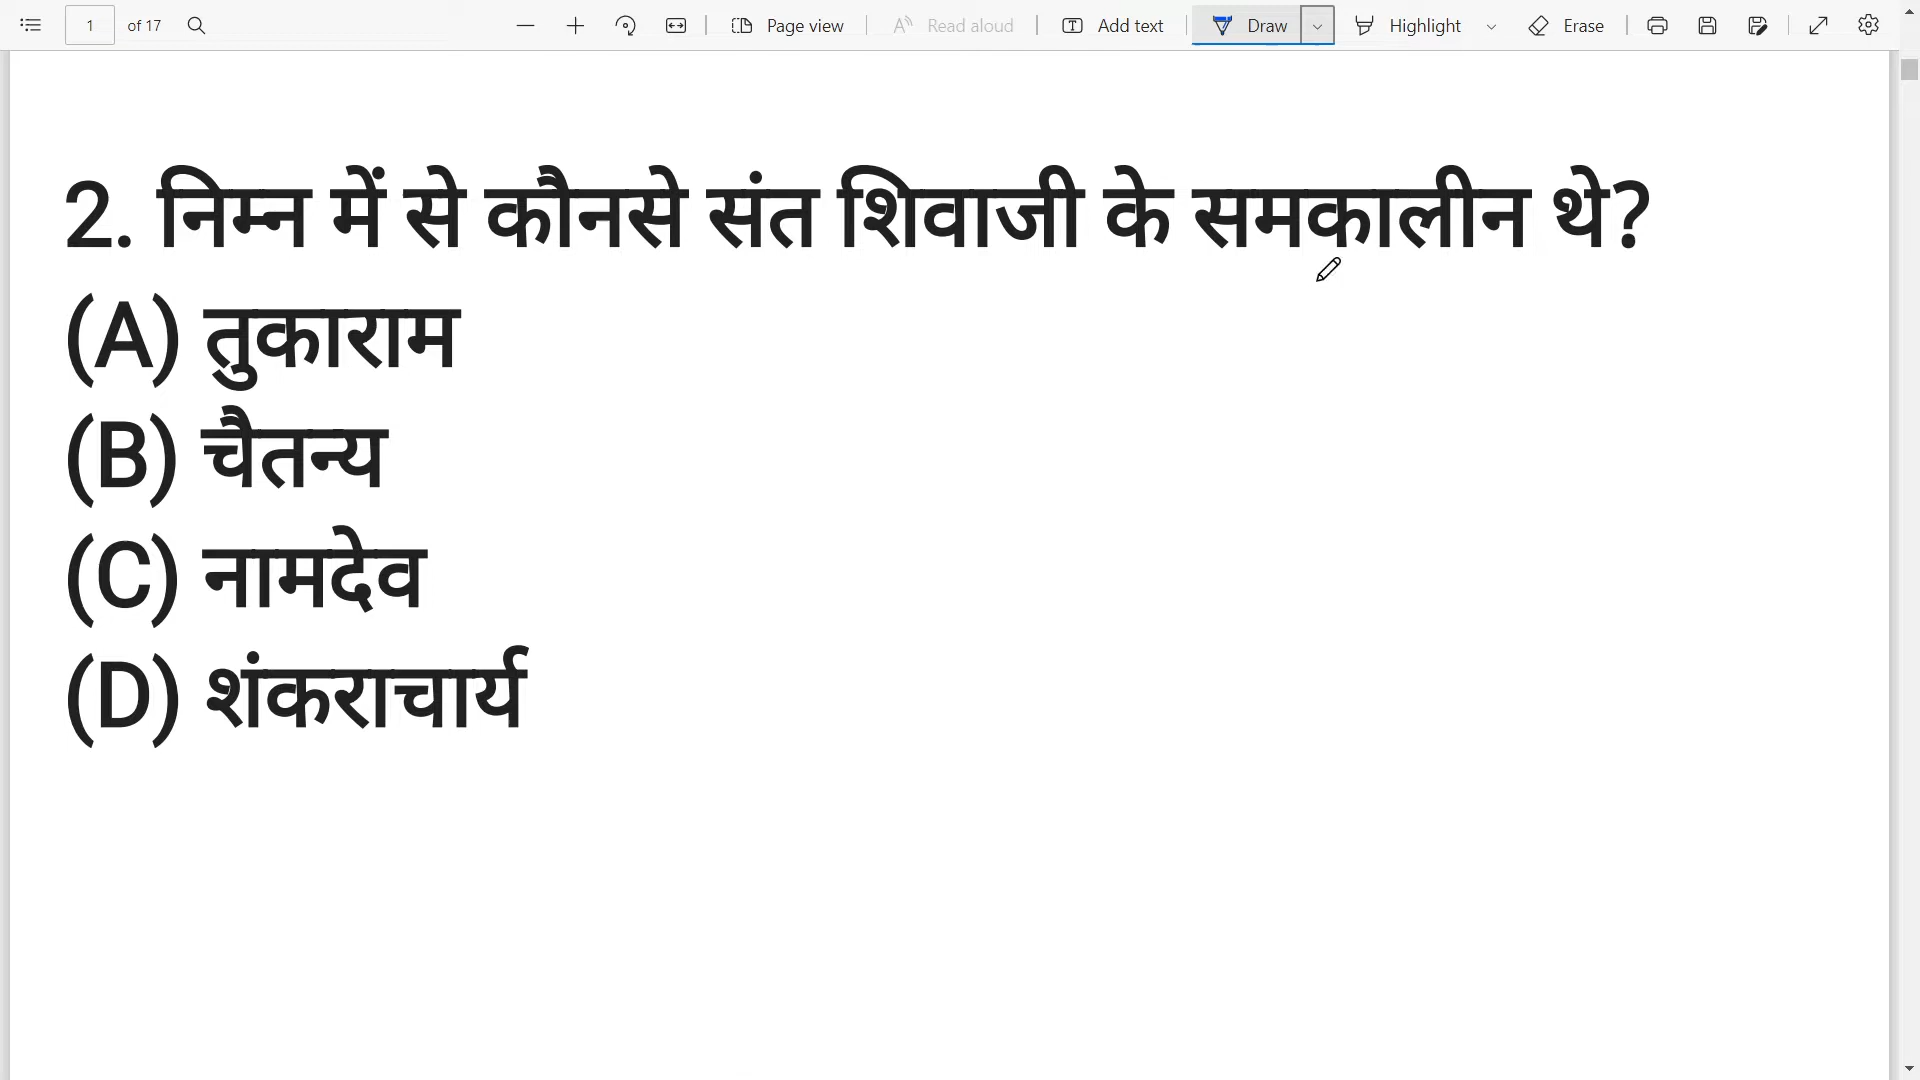 1 of 17 Page view Read aloud Add text Draw Highlight Erase
2. निम्न में से कौनसे संत शिवाजी के समकालीन थे?
(A) तुकाराम
(B) चैतन्य
(C) नामदेव
(D) शंकराचार्य